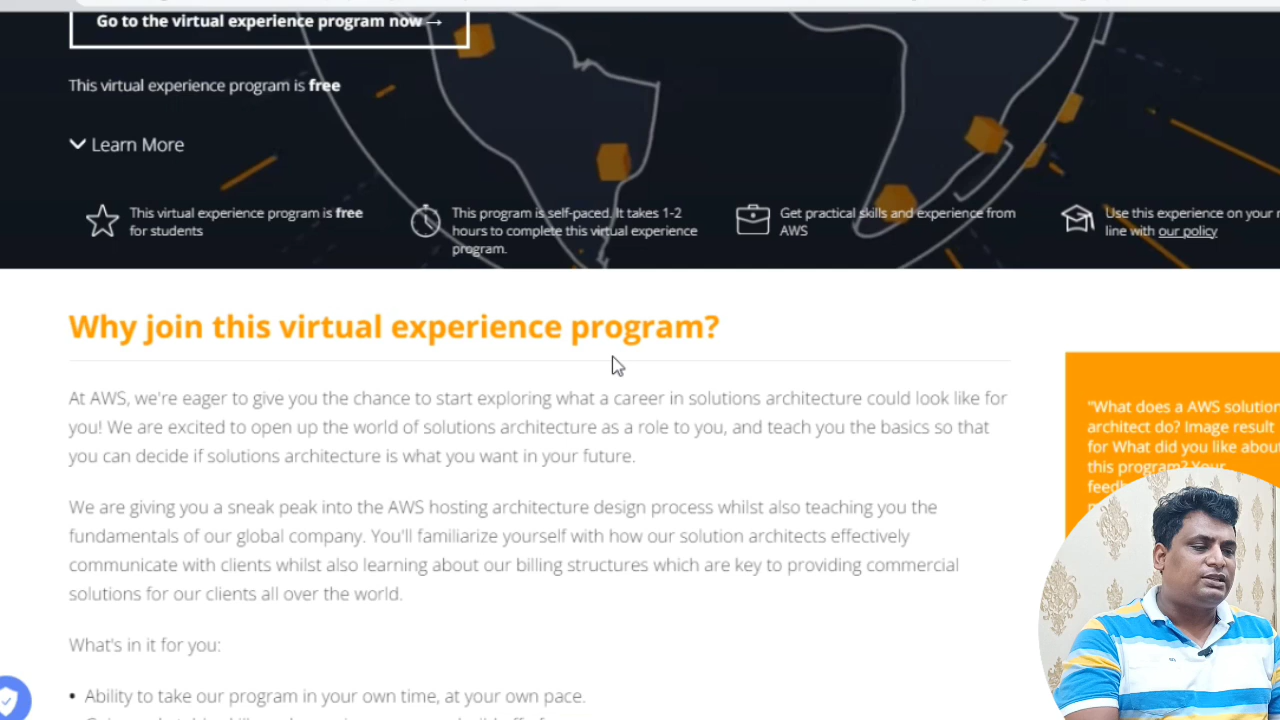 Go to the virtual experience program now →
This virtual experience program is free
Learn More
This virtual experience program is free
for students
This program is self-paced. It takes 1-2
hours to complete this virtual experience
program.
Get practical skills and experience from
AWS
Use this experience on your
line with our policy
Why join this virtual experience program?
At AWS, we're eager to give you the chance to start exploring what a career in solutions architecture could look like for
you! We are excited to open up the world of solutions architecture as a role to you, and teach you the basics so that
you can decide if solutions architecture is what you want in your future.
We are giving you a sneak peak into the AWS hosting architecture design process whilst also teaching you the
fundamentals of our global company. You'll familiarize yourself with how our solution architects effectively
communicate with clients whilst also learning about our billing structures which are key to providing commercial
solutions for our clients all over the world.
What's in it for you:
• Ability to take our program in your own time, at your own pace.
"What does a AWS solution
architect do? Image result
for What did you like about
this program? Your